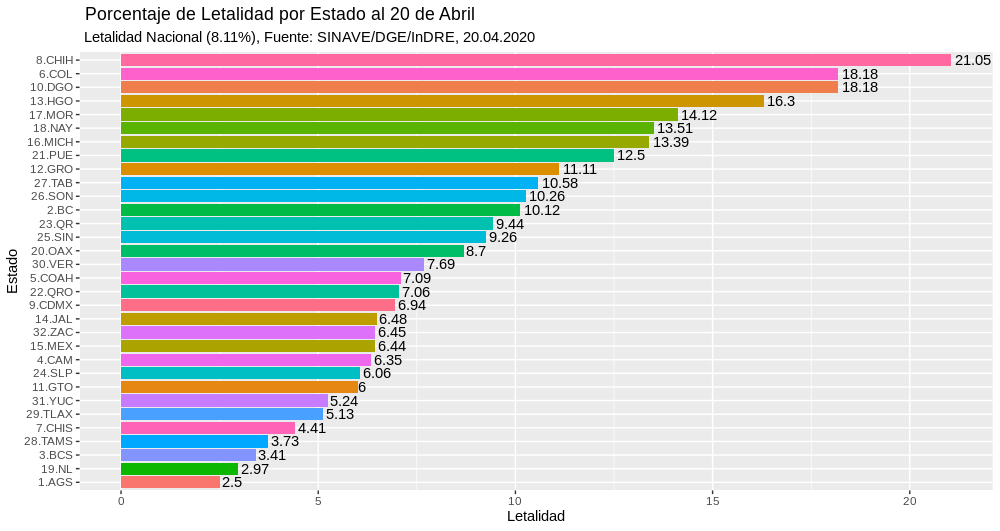 Porcentaje de Letalidad por Estado al 20 de Abril
Letalidad Nacional (8.11%), Fuente: SINAVE/DGE/InDRE, 20.04.2020
Estado
8.CHIH 21.05
6.COL 18.18
10.DGO 18.18
13.HGO 16.3
17.MOR 14.12
18.NAY 13.51
16.MICH 13.39
21.PUE 12.5
12.GRO 11.11
27.TAB 10.58
26.SON 10.26
2.BC 10.12
23.QR 9.44
25.SIN 9.26
20.OAX 8.7
30.VER 7.69
5.COAH 7.09
22.QRO 7.06
9.CDMX 6.94
14.JAL 6.48
32.ZAC 6.45
15.MEX 6.44
4.CAM 6.35
24.SLP 6.06
11.GTO 6
31.YUC 5.24
29.TLAX 5.13
7.CHIS 4.41
28.TAMS 3.73
3.BCS 3.41
19.NL 2.97
1.AGS 2.5
0 5 10 15 20
Letalidad